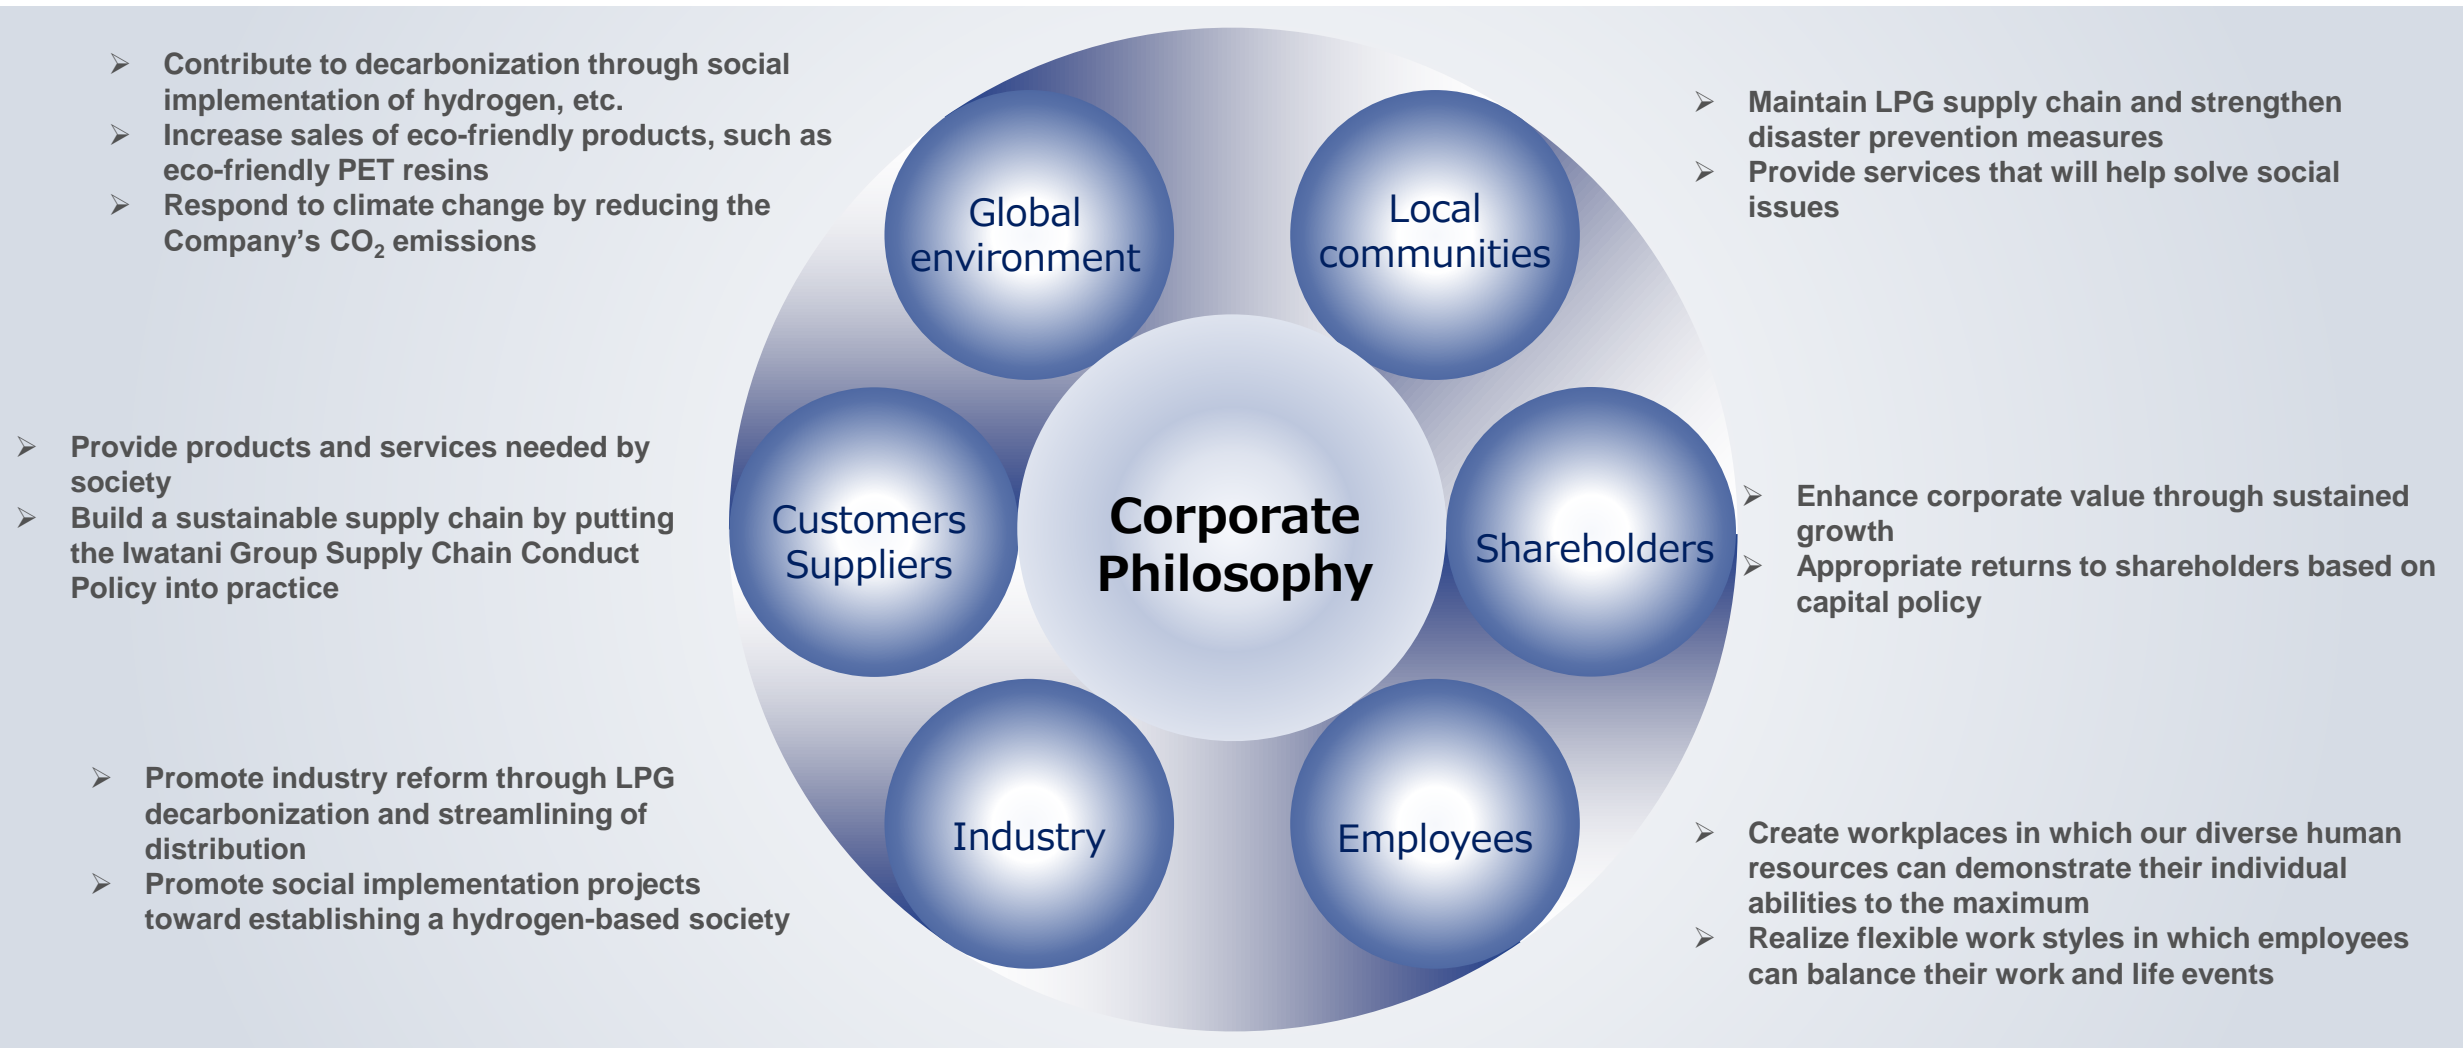 ➢ Contribute to decarbonization through social
implementation of hydrogen, etc.
➢ Increase sales of eco-friendly products, such as
eco-friendly PET resins
➢ Respond to climate change by reducing the
Company’s CO₂ emissions
Global
environment
Local
communities
➢ Maintain LPG supply chain and strengthen
disaster prevention measures
➢ Provide services that will help solve social
issues
➢ Provide products and services needed by
society
➢ Build a sustainable supply chain by putting
the Iwatani Group Supply Chain Conduct
Policy into practice
Customers
Suppliers
Corporate
Philosophy
Shareholders
➢ Enhance corporate value through sustained
growth
➢ Appropriate returns to shareholders based on
capital policy
➢ Promote industry reform through LPG
decarbonization and streamlining of
distribution
➢ Promote social implementation projects
toward establishing a hydrogen-based society
Industry
Employees
➢ Create workplaces in which our diverse human
resources can demonstrate their individual
abilities to the maximum
➢ Realize flexible work styles in which employees
can balance their work and life events